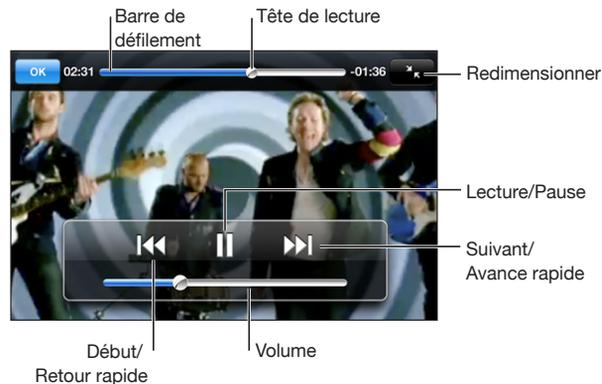 Barre de
défilement
Tête de lecture
OK 02:31 -01:36
Redimensionner
Lecture/Pause
Suivant/
Avance rapide
Début/
Retour rapide
Volume